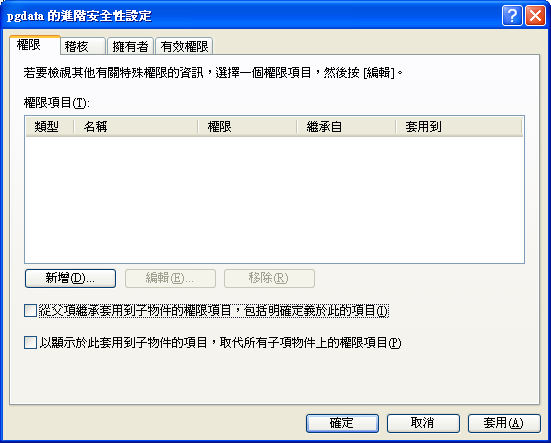 pgdata 的進階安全性設定
權限 稽核 擁有者 有效權限
若要檢視其他有關特殊權限的資訊，選擇一個權限項目，然後按 [編輯]。
權限項目(T):
類型 名稱 權限 繼承自 套用到
新增(D)... 編輯(E)... 移除(R)
從父項繼承套用到子物件的權限項目，包括明確定義於此的項目(I)
以顯示於此套用到子物件的項目，取代所有子項物件上的權限項目(P)
確定 取消 套用(A)